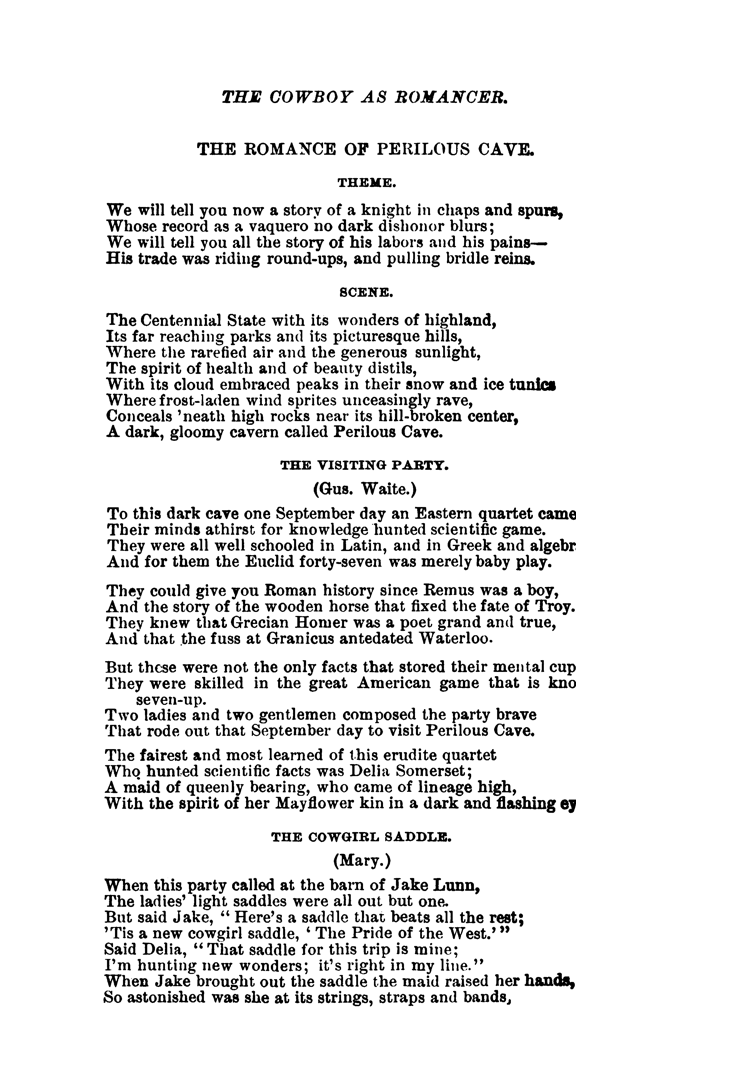 THE COWBOY AS ROMANCER.
THE ROMANCE OF PERILOUS CAVE.
THEME.
We will tell you now a story of a knight in chaps and spurs,
Whose record as a vaquero no dark dishonor blurs;
We will tell you all the story of his labors and his pains—
His trade was riding round-ups, and pulling bridle reins.
SCENE.
The Centennial State with its wonders of highland,
Its far reaching parks and its picturesque hills,
Where the rarefied air and the generous sunlight,
The spirit of health and of beauty distils,
With its cloud embraced peaks in their snow and ice tunics
Where frost-laden wind sprites unceasingly rave,
Conceals 'neath high rocks near its hill-broken center,
A dark, gloomy cavern called Perilous Cave.
THE VISITING PARTY.
(Gus. Waite.)
To this dark cave one September day an Eastern quartet came
Their minds athirst for knowledge hunted scientific game.
They were all well schooled in Latin, and in Greek and algebr
And for them the Euclid forty-seven was merely baby play.
They could give you Roman history since Remus was a boy,
And the story of the wooden horse that fixed the fate of Troy.
They knew that Grecian Homer was a poet grand and true,
And that the fuss at Granicus antedated Waterloo.
But these were not the only facts that stored their mental cup
They were skilled in the great American game that is kno
seven-up.
Two ladies and two gentlemen composed the party brave
That rode out that September day to visit Perilous Cave.
The fairest and most learned of this erudite quartet
Who hunted scientific facts was Delia Somerset;
A maid of queenly bearing, who came of lineage high,
With the spirit of her Mayflower kin in a dark and flashing ey
THE COWGIRL SADDLE.
(Mary.)
When this party called at the barn of Jake Lunn,
The ladies' light saddles were all out but one.
But said Jake, "Here's a saddle that beats all the rest;
'Tis a new cowgirl saddle, 'The Pride of the West.'"
Said Delia, "That saddle for this trip is mine;
I'm hunting new wonders; it's right in my line."
When Jake brought out the saddle the maid raised her hands,
So astonished was she at its strings, straps and bands,